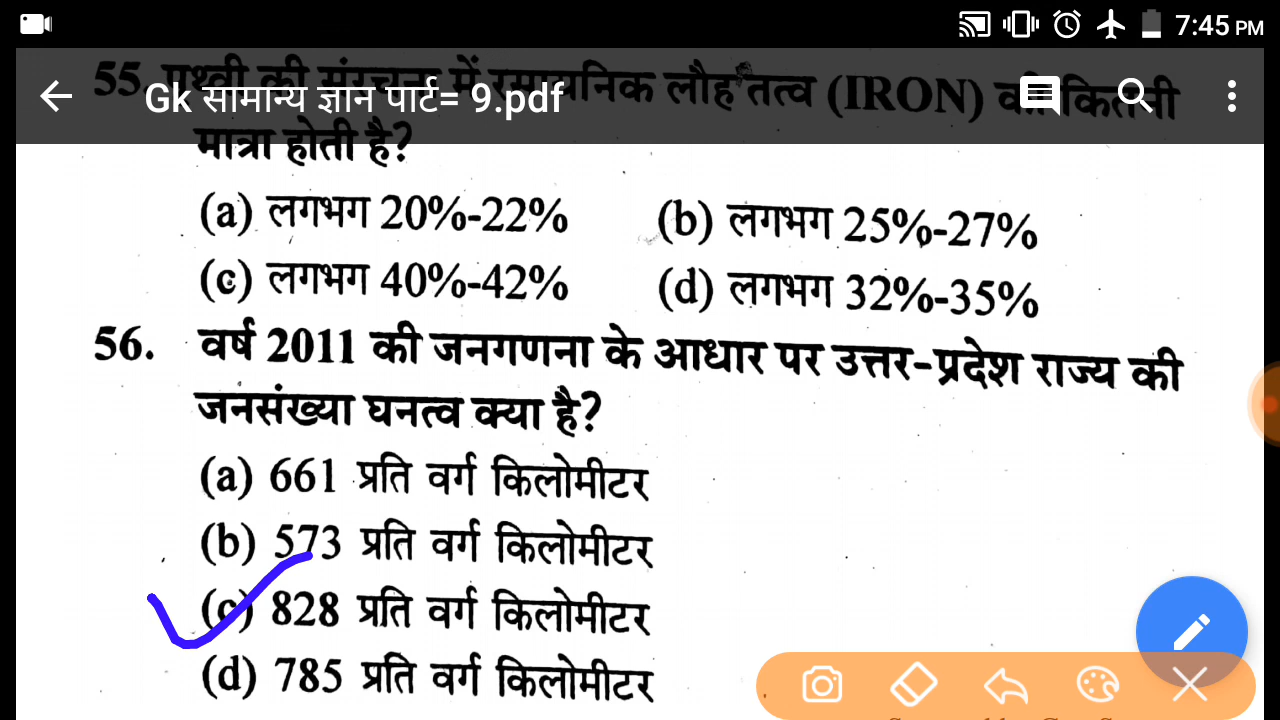 7:45 PM
55. पृथ्वी की संरचना में रसायनिक लौह तत्व (IRON) की कितनी
Gk सामान्य ज्ञान पार्ट= 9.pdf
मात्रा होती है?
(a) लगभग 20%-22% (b) लगभग 25%-27%
(c) लगभग 40%-42% (d) लगभग 32%-35%
56. वर्ष 2011 की जनगणना के आधार पर उत्तर-प्रदेश राज्य की
जनसंख्या घनत्व क्या है?
(a) 661 प्रति वर्ग किलोमीटर
(b) 573 प्रति वर्ग किलोमीटर
(c) 828 प्रति वर्ग किलोमीटर
(d) 785 प्रति वर्ग किलोमीटर